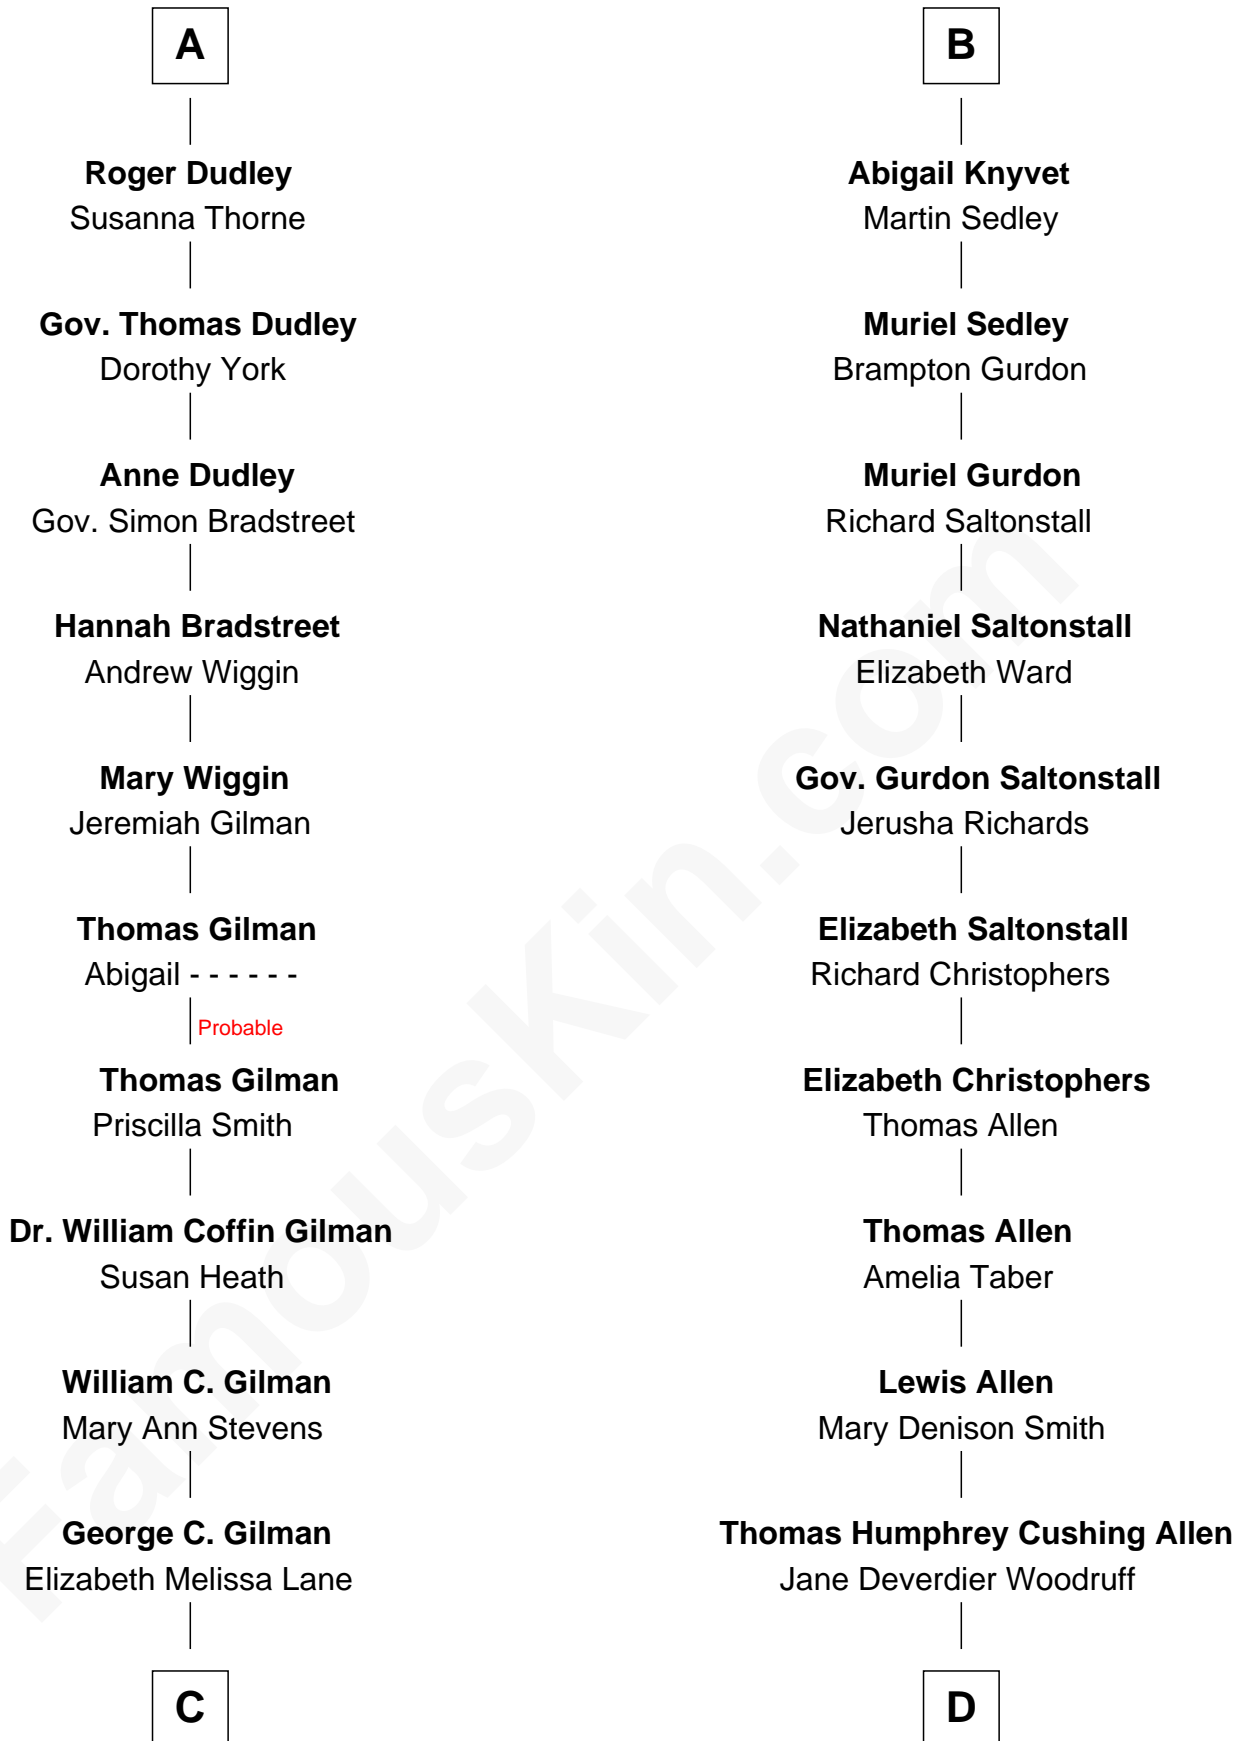 A
Roger Dudley
Susanna Thorne
Gov. Thomas Dudley
Dorothy York
Anne Dudley
Gov. Simon Bradstreet
Hannah Bradstreet
Andrew Wiggin
Mary Wiggin
Jeremiah Gilman
Thomas Gilman
Abigail - - - - - -
Probable
Thomas Gilman
Priscilla Smith
Dr. William Coffin Gilman
Susan Heath
William C. Gilman
Mary Ann Stevens
George C. Gilman
Elizabeth Melissa Lane
C
B
Abigail Knyvet
Martin Sedley
Muriel Sedley
Brampton Gurdon
Muriel Gurdon
Richard Saltonstall
Nathaniel Saltonstall
Elizabeth Ward
Gov. Gurdon Saltonstall
Jerusha Richards
Elizabeth Saltonstall
Richard Christophers
Elizabeth Christophers
Thomas Allen
Thomas Allen
Amelia Taber
Lewis Allen
Mary Denison Smith
Thomas Humphrey Cushing Allen
Jane Deverdier Woodruff
D
FamousKin.com